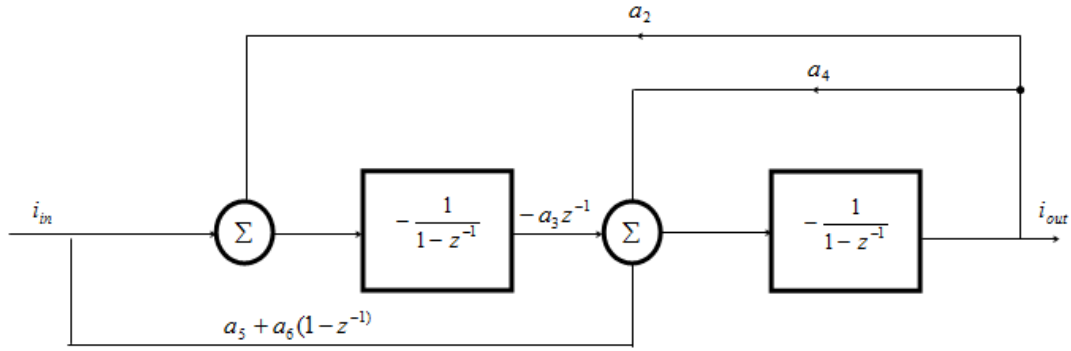 a₂
a₄
i_in
Σ
− 1/(1 − z⁻¹)
− a₃z⁻¹
Σ
− 1/(1 − z⁻¹)
i_out
a₅ + a₆(1 − z⁻¹)